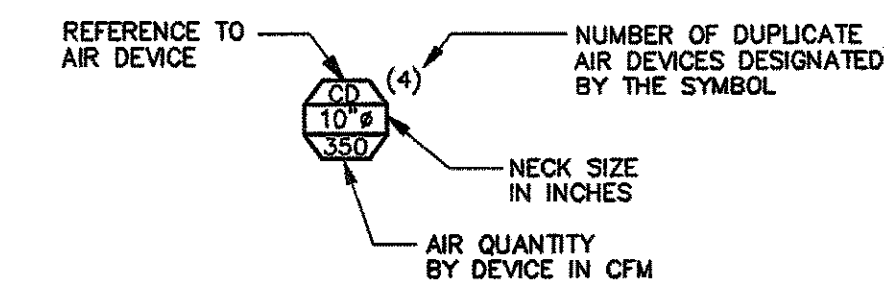 REFERENCE TO
AIR DEVICE
NUMBER OF DUPLICATE
AIR DEVICES DESIGNATED
BY THE SYMBOL
(4)
CD
10"ø
350
NECK SIZE
IN INCHES
AIR QUANTITY
BY DEVICE IN CFM